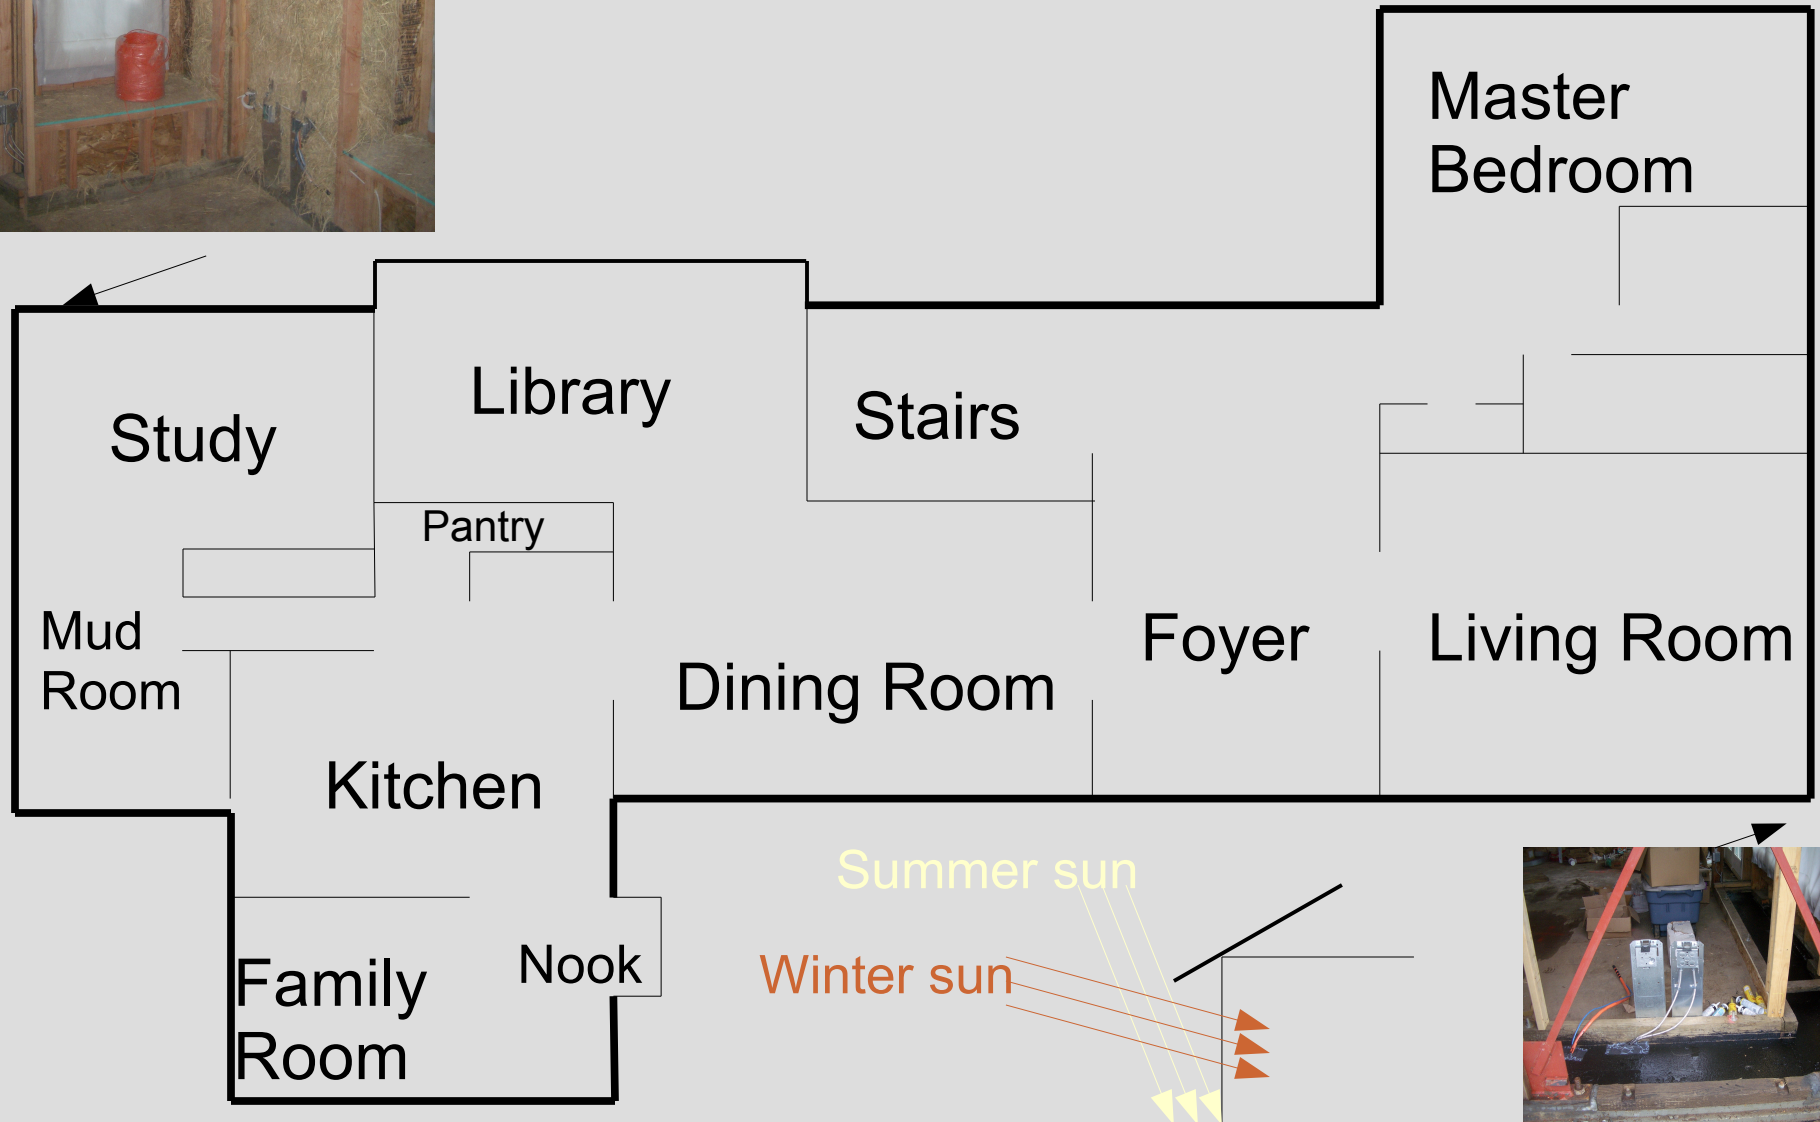 Master
Bedroom
Library
Stairs
Study
Pantry
Mud
Room
Foyer
Living Room
Dining Room
Kitchen
Summer sun
Nook
Winter sun
Family
Room